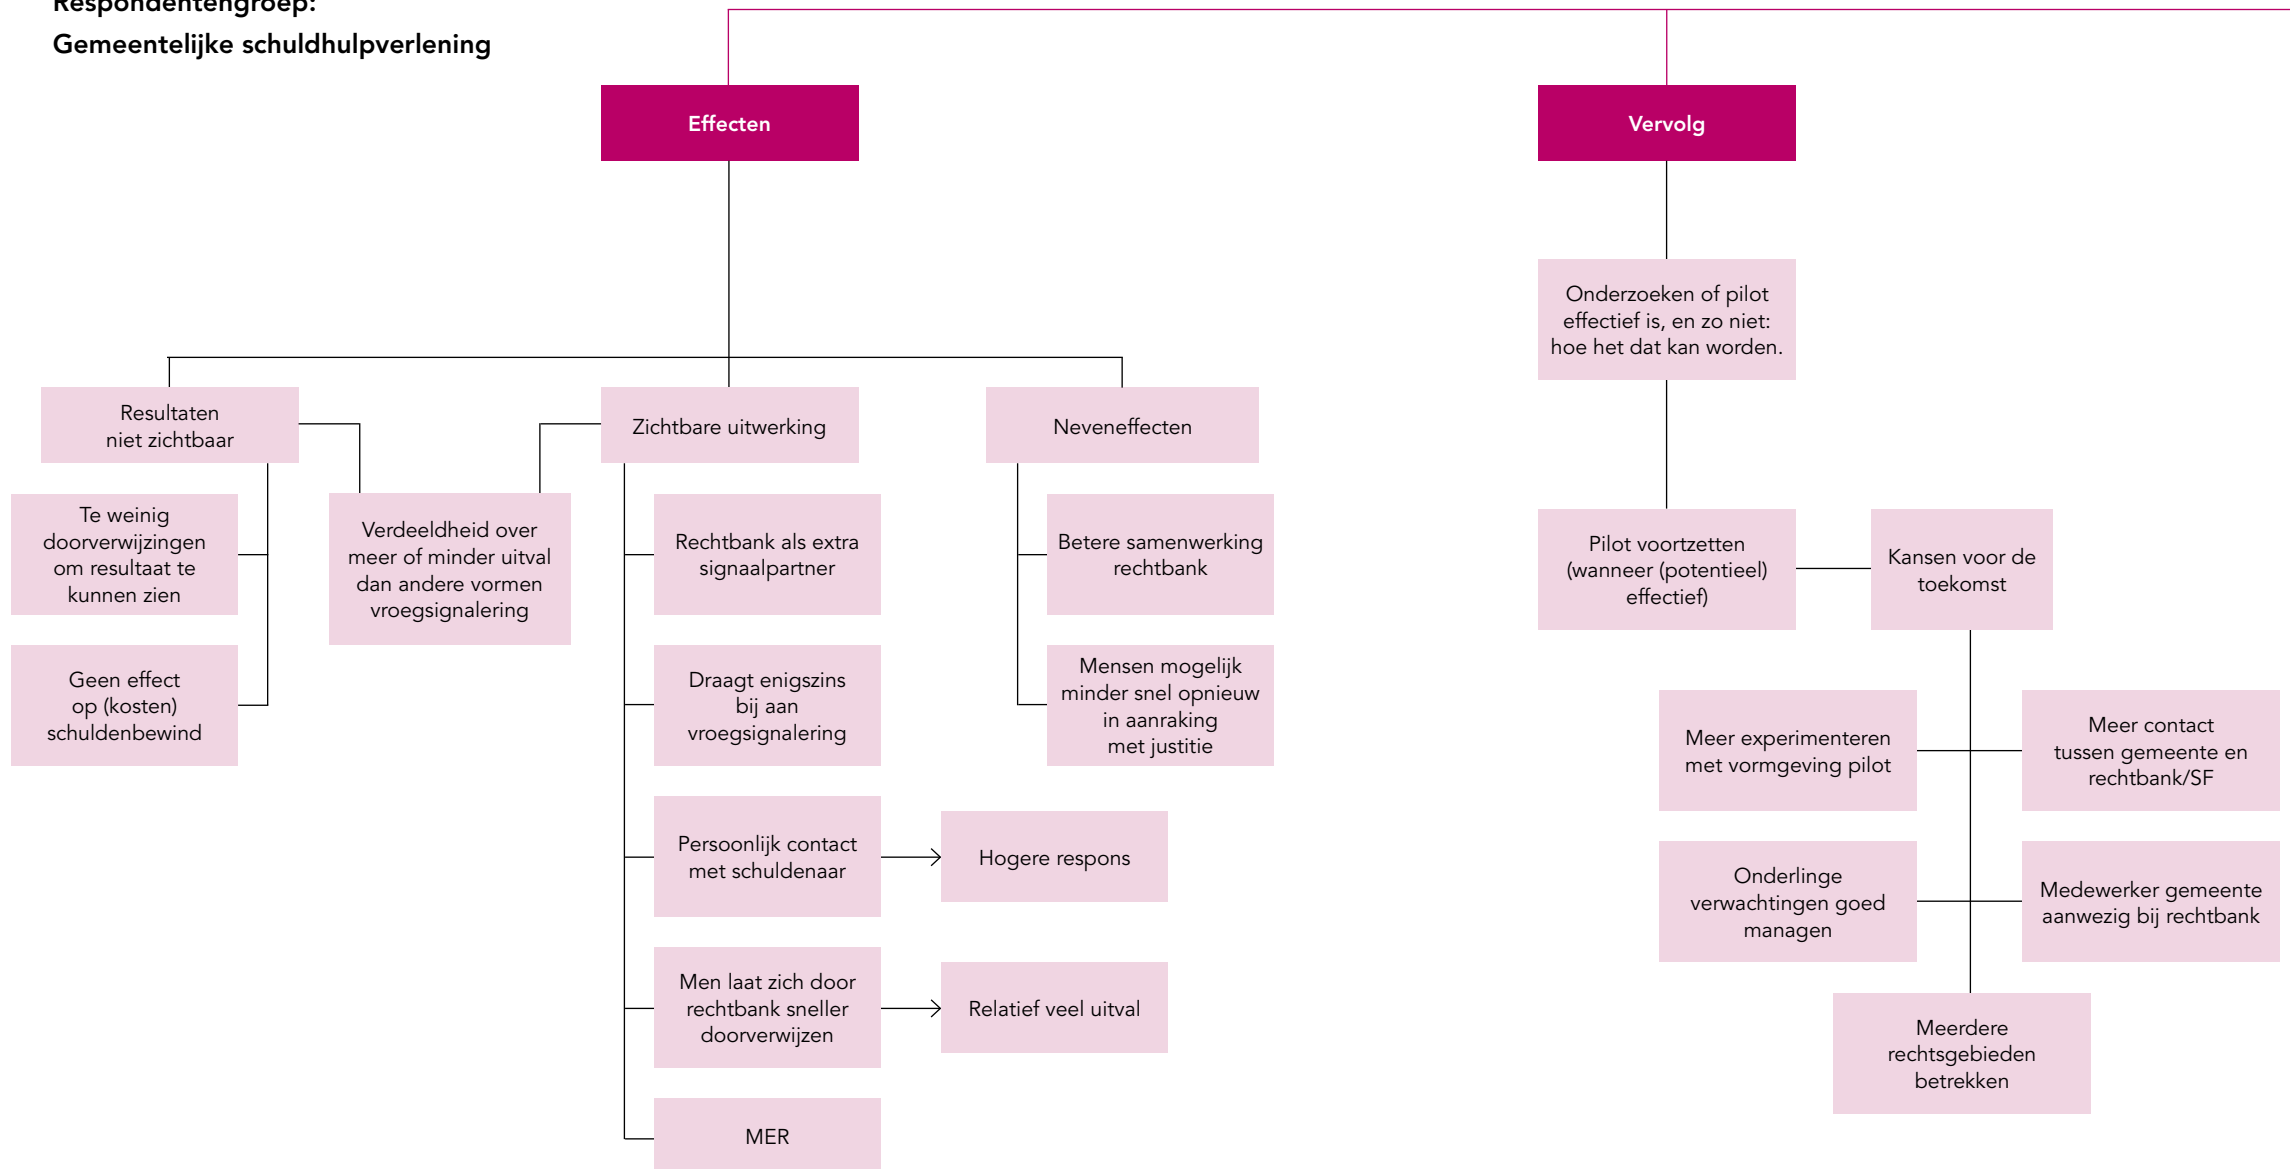 Respondentengroep:
Gemeentelijke schuldhulpverlening
Effecten
Resultaten
niet zichtbaar
Te weinig
doorverwijzingen
om resultaat te
kunnen zien
Geen effect
op (kosten)
schuldenbewind
Verdeeldheid over
meer of minder uitval
dan andere vormen
vroegsignalering
Zichtbare uitwerking
Rechtbank als extra
signaalpartner
Draagt enigszins
bij aan
vroegsignalering
Persoonlijk contact
met schuldenaar
Hogere respons
Men laat zich door
rechtbank sneller
doorverwijzen
Relatief veel uitval
MER
Neveneffecten
Betere samenwerking
rechtbank
Mensen mogelijk
minder snel opnieuw
in aanraking
met justitie
Vervolg
Onderzoeken of pilot
effectief is, en zo niet:
hoe het dat kan worden.
Pilot voortzetten
(wanneer (potentieel)
effectief)
Kansen voor de
toekomst
Meer experimenteren
met vormgeving pilot
Meer contact
tussen gemeente en
rechtbank/SF
Onderlinge
verwachtingen goed
managen
Medewerker gemeente
aanwezig bij rechtbank
Meerdere
rechtsgebieden
betrekken